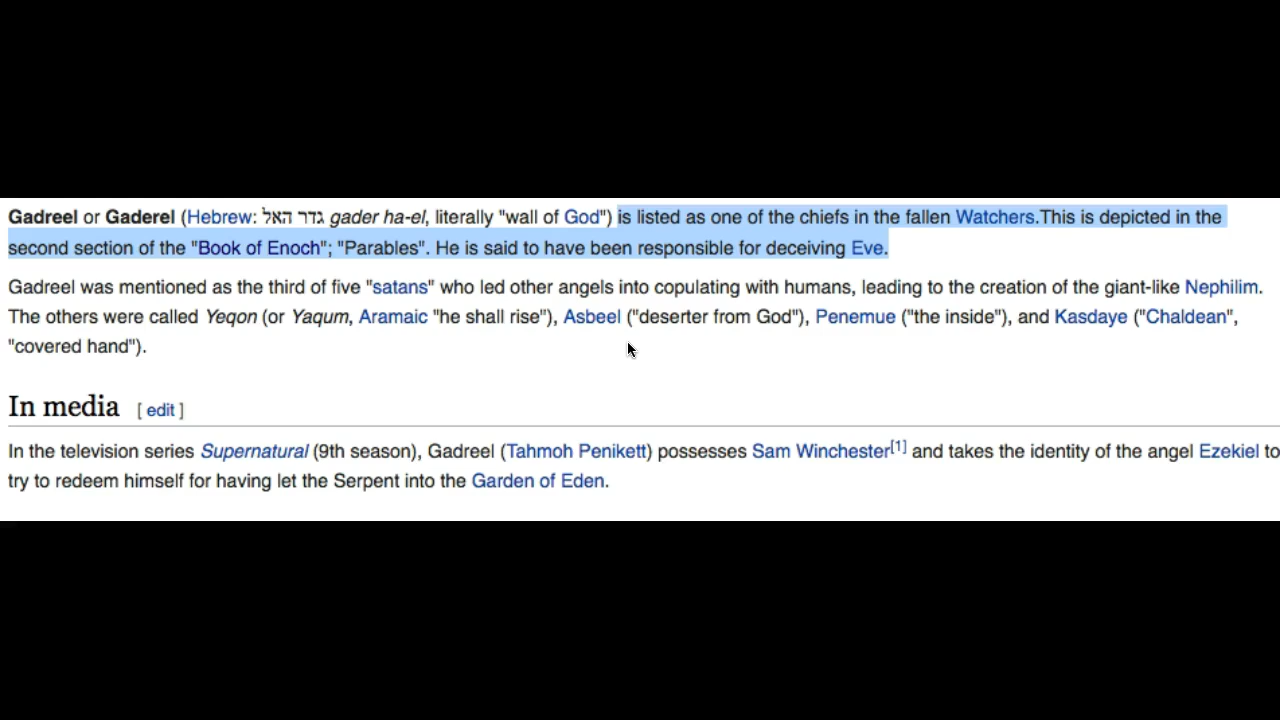 Gadreel or Gaderel (Hebrew: גדר האל gader ha-el, literally "wall of God") is listed as one of the chiefs in the fallen Watchers.This is depicted in the
second section of the "Book of Enoch"; "Parables". He is said to have been responsible for deceiving Eve.
Gadreel was mentioned as the third of five "satans" who led other angels into copulating with humans, leading to the creation of the giant-like Nephilim.
The others were called Yeqon (or Yaqum, Aramaic "he shall rise"), Asbeel ("deserter from God"), Penemue ("the inside"), and Kasdaye ("Chaldean",
"covered hand").
In media [ edit ]
In the television series Supernatural (9th season), Gadreel (Tahmoh Penikett) possesses Sam Winchester[1] and takes the identity of the angel Ezekiel to
try to redeem himself for having let the Serpent into the Garden of Eden.